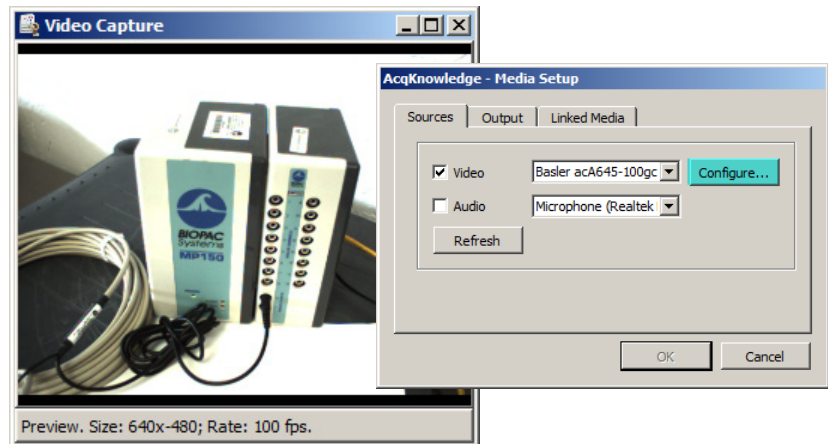 Video Capture
BIOPAC
Systems
MP150
Preview. Size: 640x-480; Rate: 100 fps.
AcqKnowledge - Media Setup
Sources Output Linked Media
Video Basler acA645-100gc Configure...
Audio Microphone (Realtek
Refresh
OK Cancel